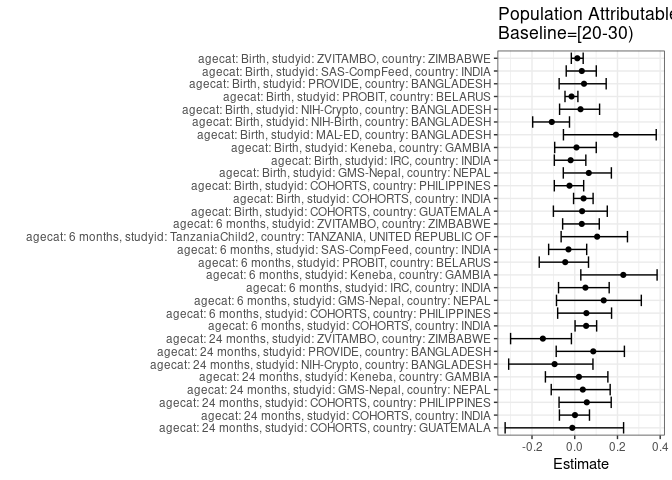 Population Attributable
Baseline=[20-30)
agecat: Birth, studyid: ZVITAMBO, country: ZIMBABWE
agecat: Birth, studyid: SAS-CompFeed, country: INDIA
agecat: Birth, studyid: PROVIDE, country: BANGLADESH
agecat: Birth, studyid: PROBIT, country: BELARUS
agecat: Birth, studyid: NIH-Crypto, country: BANGLADESH
agecat: Birth, studyid: NIH-Birth, country: BANGLADESH
agecat: Birth, studyid: MAL-ED, country: BANGLADESH
agecat: Birth, studyid: Keneba, country: GAMBIA
agecat: Birth, studyid: IRC, country: INDIA
agecat: Birth, studyid: GMS-Nepal, country: NEPAL
agecat: Birth, studyid: COHORTS, country: PHILIPPINES
agecat: Birth, studyid: COHORTS, country: INDIA
agecat: Birth, studyid: COHORTS, country: GUATEMALA
agecat: 6 months, studyid: ZVITAMBO, country: ZIMBABWE
agecat: 6 months, studyid: TanzaniaChild2, country: TANZANIA, UNITED REPUBLIC OF
agecat: 6 months, studyid: SAS-CompFeed, country: INDIA
agecat: 6 months, studyid: PROBIT, country: BELARUS
agecat: 6 months, studyid: Keneba, country: GAMBIA
agecat: 6 months, studyid: IRC, country: INDIA
agecat: 6 months, studyid: GMS-Nepal, country: NEPAL
agecat: 6 months, studyid: COHORTS, country: PHILIPPINES
agecat: 6 months, studyid: COHORTS, country: INDIA
agecat: 24 months, studyid: ZVITAMBO, country: ZIMBABWE
agecat: 24 months, studyid: PROVIDE, country: BANGLADESH
agecat: 24 months, studyid: NIH-Crypto, country: BANGLADESH
agecat: 24 months, studyid: Keneba, country: GAMBIA
agecat: 24 months, studyid: GMS-Nepal, country: NEPAL
agecat: 24 months, studyid: COHORTS, country: PHILIPPINES
agecat: 24 months, studyid: COHORTS, country: INDIA
agecat: 24 months, studyid: COHORTS, country: GUATEMALA
-0.2 0.0 0.2 0.4
Estimate